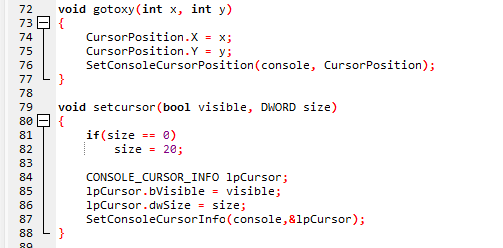 72 void gotoxy(int x, int y)
73 {
74     CursorPosition.X = x;
75     CursorPosition.Y = y;
76     SetConsoleCursorPosition(console, CursorPosition);
77 }
78
79 void setcursor(bool visible, DWORD size)
80 {
81     if(size == 0)
82         size = 20;
83
84     CONSOLE_CURSOR_INFO lpCursor;
85     lpCursor.bVisible = visible;
86     lpCursor.dwSize = size;
87     SetConsoleCursorInfo(console,&lpCursor);
88 }
89